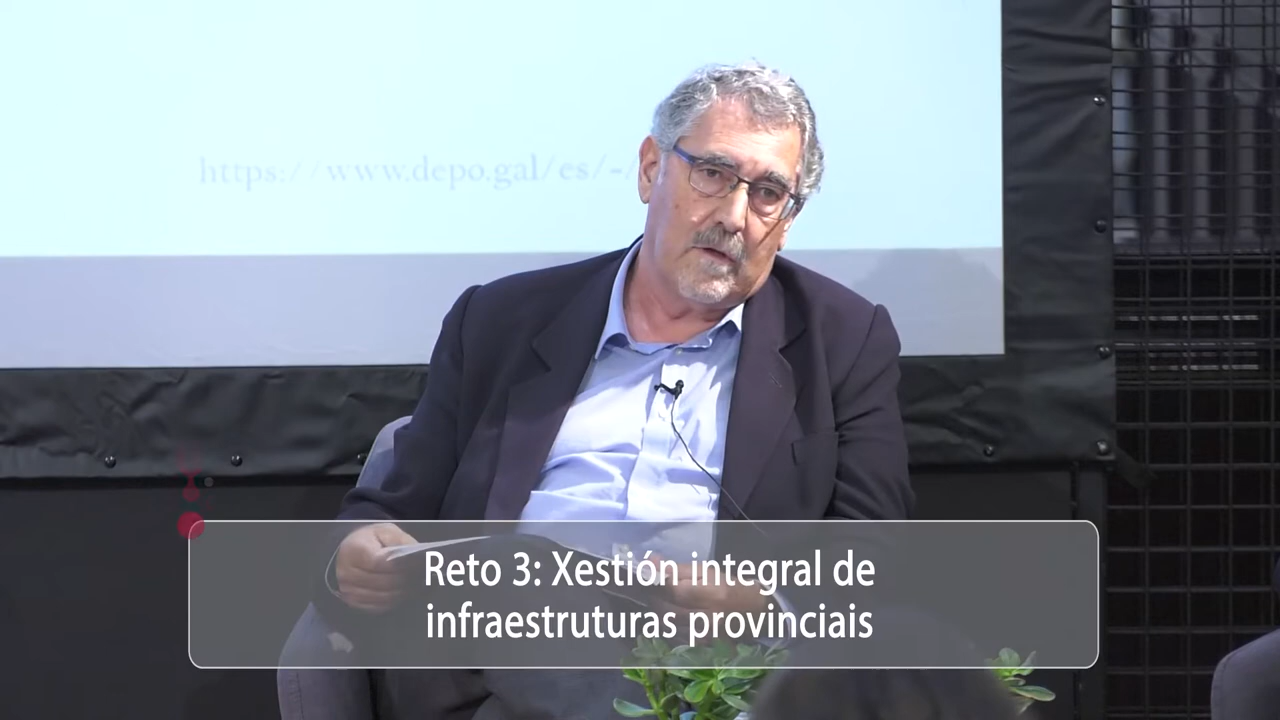 https://www.depo.gal/es/-/
Reto 3: Xestión integral de
infraestruturas provinciais